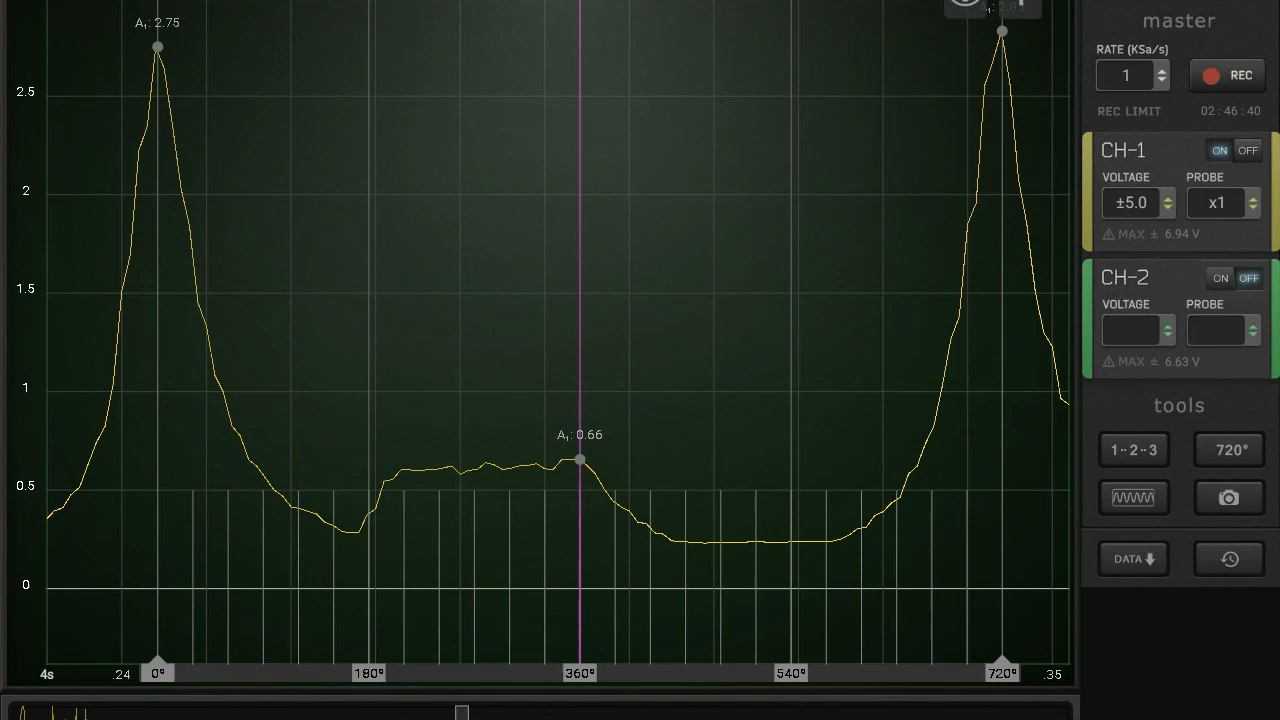 A₁: 2.75
2.5
2
1.5
1
0.5
0
A₁: 0.66
4s
.24
0°
180°
360°
540°
720°
.35
master
RATE (KSa/s)
1
REC
REC LIMIT 02:46:40
CH-1
ON OFF
VOLTAGE PROBE
±5.0 x1
MAX ± 6.94 V
CH-2
ON OFF
VOLTAGE PROBE
MAX ± 6.63 V
tools
1-2-3 720°
DATA